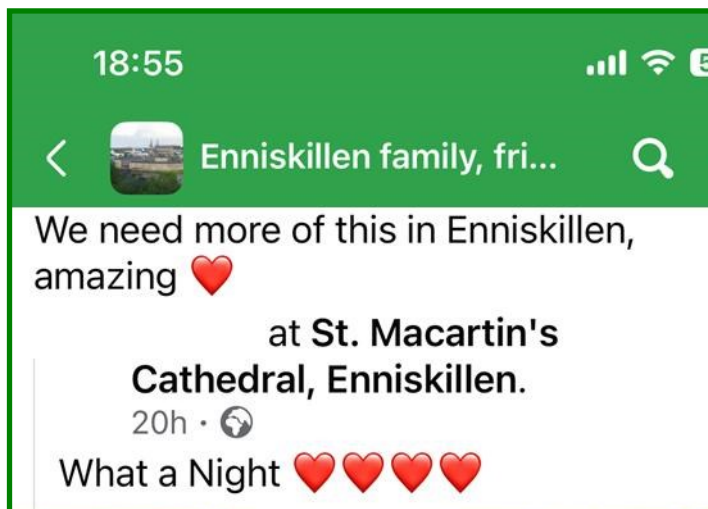 18:55
Enniskillen family, fri...
We need more of this in Enniskillen,
amazing ❤️
at St. Macartin's
Cathedral, Enniskillen.
20h ·
What a Night ❤️❤️❤️❤️